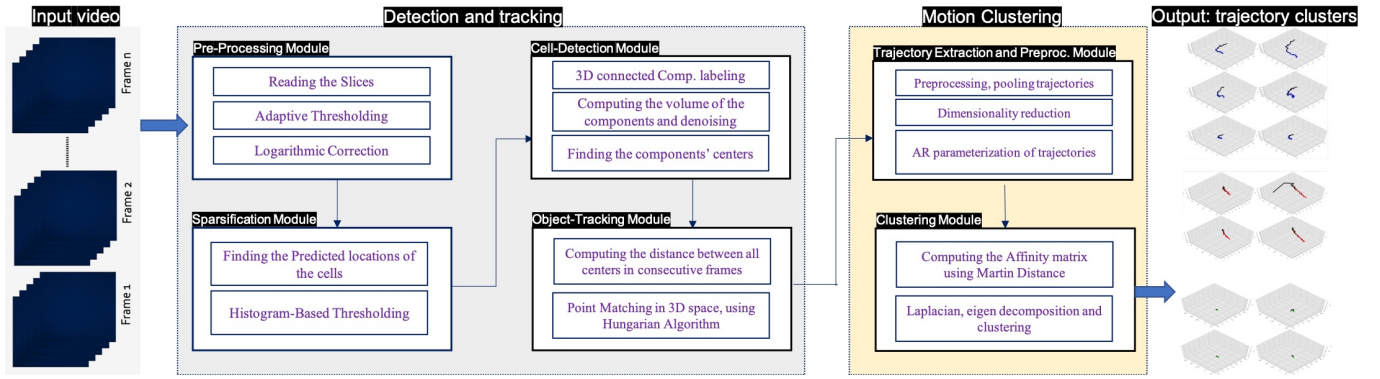 Input video
Detection and tracking
Motion Clustering
Output: trajectory clusters
Frame n
Frame 2
Frame 1
Pre-Processing Module
Reading the Slices
Adaptive Thresholding
Logarithmic Correction
Sparsification Module
Finding the Predicted locations of
the cells
Histogram-Based Thresholding
Cell-Detection Module
3D connected Comp. labeling
Computing the volume of the
components and denoising
Finding the components' centers
Object-Tracking Module
Computing the distance between all
centers in consecutive frames
Point Matching in 3D space, using
Hungarian Algorithm
Trajectory Extraction and Preproc. Module
Preprocessing, pooling trajectories
Dimensionality reduction
AR parameterization of trajectories
Clustering Module
Computing the Affinity matrix
using Martin Distance
Laplacian, eigen decomposition and
clustering